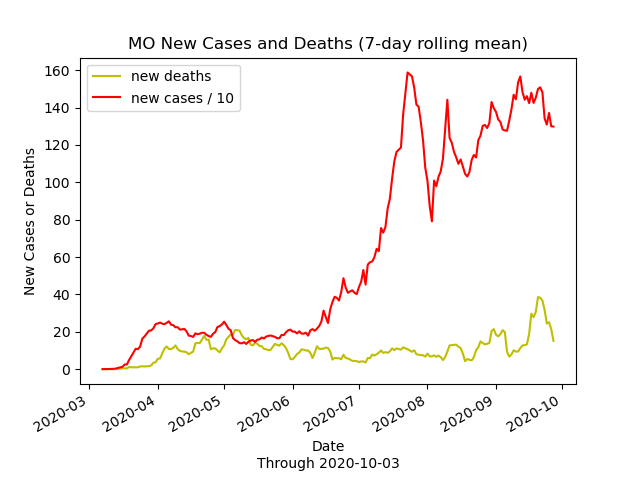 MO New Cases and Deaths (7-day rolling mean)
new deaths
new cases / 10
160
140
120
100
80
60
40
20
0
New Cases or Deaths
2020-03
2020-04
2020-05
2020-06
2020-07
2020-08
2020-09
2020-10
Date
Through 2020-10-03